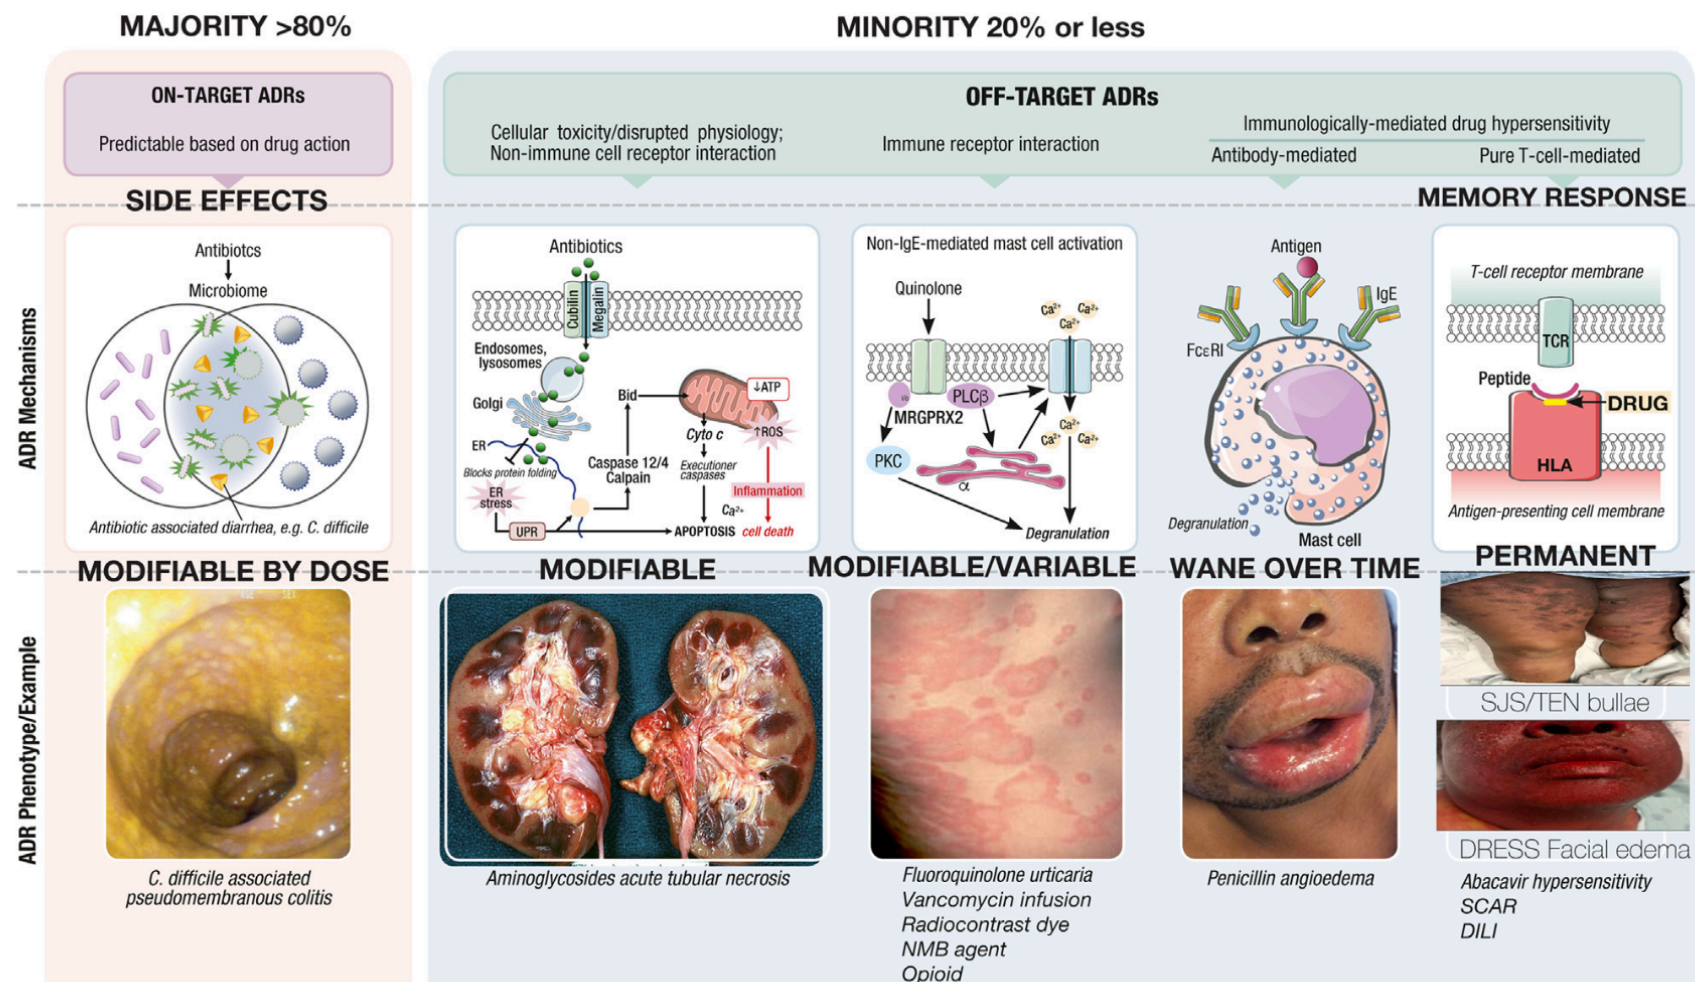 MAJORITY >80%
MINORITY 20% or less
ON-TARGET ADRs
Predictable based on drug action
OFF-TARGET ADRs
Cellular toxicity/disrupted physiology;
Non-immune cell receptor interaction
Immune receptor interaction
Immunologically-mediated drug hypersensitivity
Antibody-mediated
Pure T-cell-mediated
SIDE EFFECTS
MEMORY RESPONSE
ADR Mechanisms
Antibiotcs
Microbiome
Antibiotic associated diarrhea, e.g. C. difficile
Antibiotics
Cubilin
Megalin
Endosomes,
lysosomes
Golgi
ER
Blocks protein folding
ER
stress
UPR
Bid
Caspase 12/4
Calpain
↓ATP
↑ROS
Cyto c
Executioner
caspases
Ca²⁺
Inflammation
APOPTOSIS
cell death
Non-IgE-mediated mast cell activation
Quinolone
Ca²⁺
Ca²⁺
Ca²⁺
MRGPRX2
PLCβ
PKC
α
Ca²⁺
Ca²⁺
Ca²⁺
Degranulation
Antigen
IgE
FcεRI
Degranulation
Mast cell
T-cell receptor membrane
TCR
Peptide
DRUG
HLA
Antigen-presenting cell membrane
MODIFIABLE BY DOSE
MODIFIABLE
MODIFIABLE/VARIABLE
WANE OVER TIME
PERMANENT
ADR Phenotype/Example
AGE SEX
C. difficile associated
pseudomembranous colitis
Aminoglycosides acute tubular necrosis
Fluoroquinolone urticaria
Vancomycin infusion
Radiocontrast dye
NMB agent
Opioid
Penicillin angioedema
SJS/TEN bullae
DRESS Facial edema
Abacavir hypersensitivity
SCAR
DILI